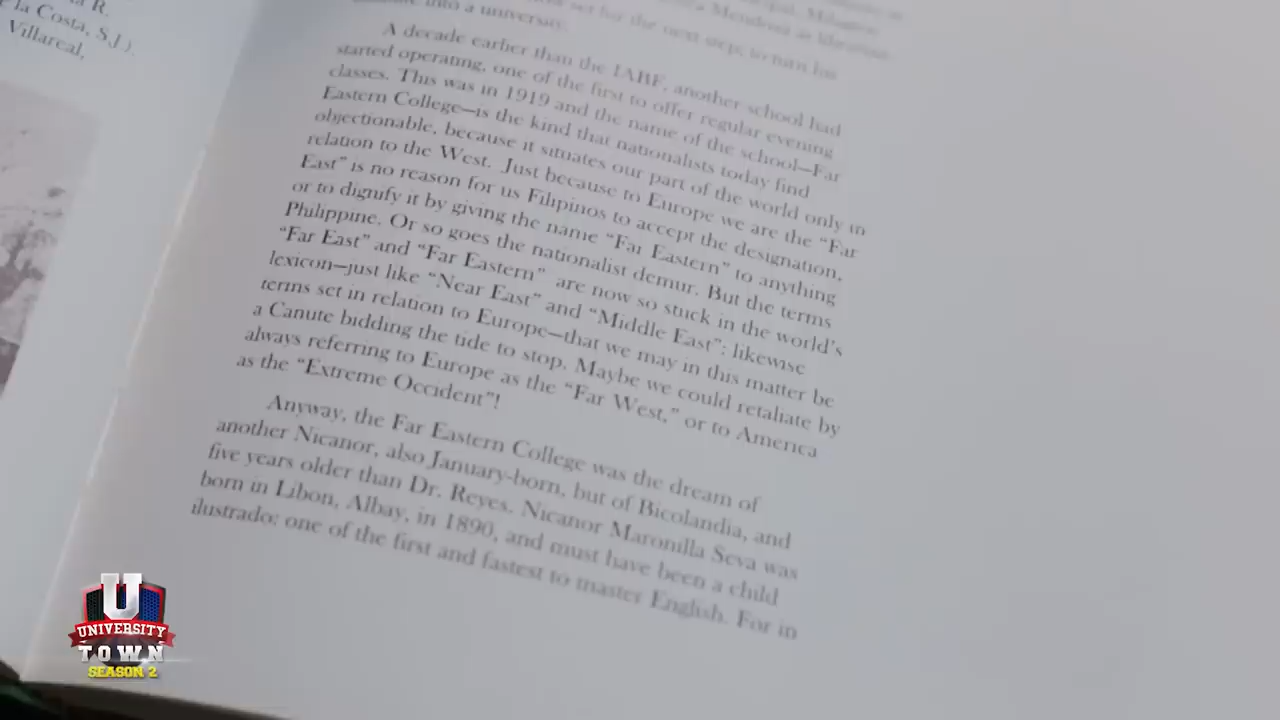 la R.
la Costa, S.J.).
Villareal,
set for the next step, to turn his
into a university.
A decade earlier than the IABF, another school had
started operating, one of the first to offer regular evening
classes. This was in 1919 and the name of the school—Far
Eastern College—is the kind that nationalists today find
objectionable, because it situates our part of the world only in
relation to the West. Just because to Europe we are the “Far
East” is no reason for us Filipinos to accept the designation,
or to dignify it by giving the name “Far Eastern” to anything
Philippine. Or so goes the nationalist demur. But the terms
“Far East” and “Far Eastern” are now so stuck in the world’s
lexicon—just like “Near East” and “Middle East”: likewise
terms set in relation to Europe—that we may in this matter be
a Canute bidding the tide to stop. Maybe we could retaliate by
always referring to Europe as the “Far West,” or to America
as the “Extreme Occident”!
Anyway, the Far Eastern College was the dream of
another Nicanor, also January-born, but of Bicolandia, and
five years older than Dr. Reyes. Nicanor Maronilla Seva was
born in Libon, Albay, in 1890, and must have been a child
ilustrado: one of the first and fastest to master English. For in
U
UNIVERSITY
TOWN
SEASON 2